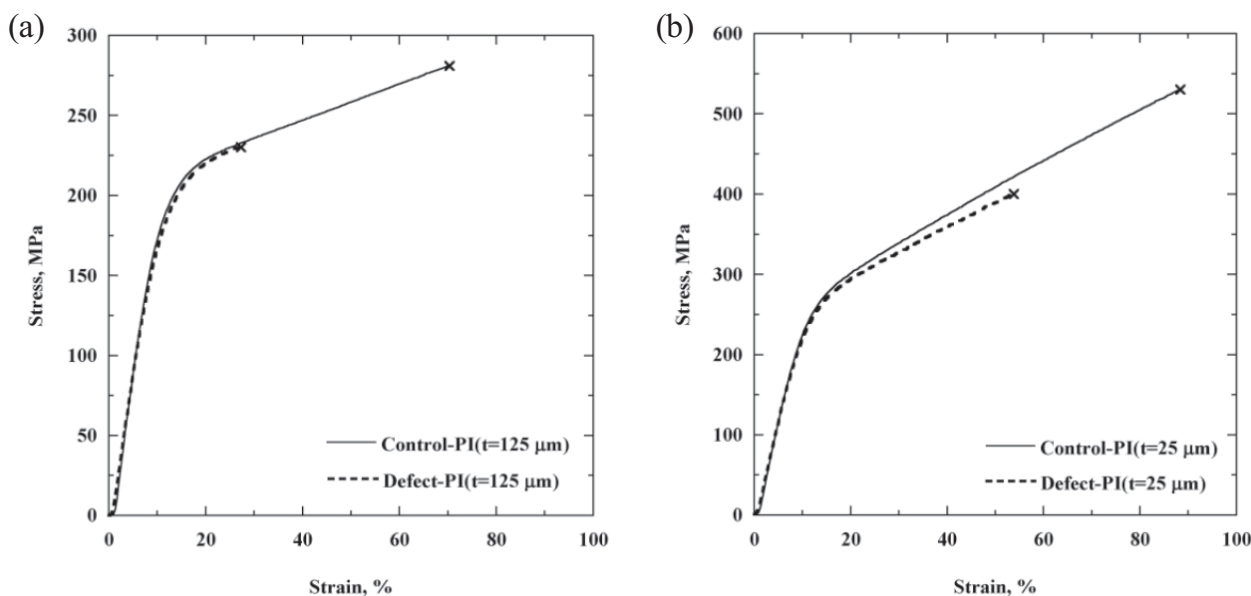 (a)
300
250
200
150
100
50
0
Stress, MPa
0 20 40 60 80 100
Strain, %
Control-PI(t=125 μm)
Defect-PI(t=125 μm)
(b)
600
500
400
300
200
100
0
Stress, MPa
0 20 40 60 80 100
Strain, %
Control-PI(t=25 μm)
Defect-PI(t=25 μm)